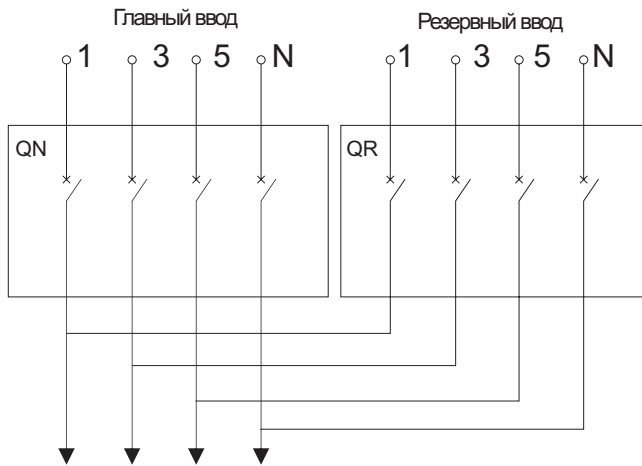 Главный ввод
Резервный ввод
1 3 5 N
1 3 5 N
QN
QR